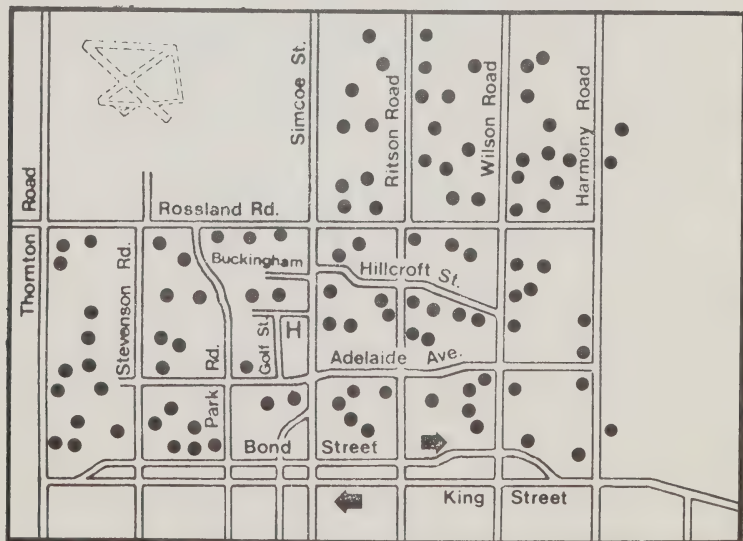 Simcoe St.
Ritson Road
Wilson Road
Harmony Road
Thornton Road
Rossland Rd.
Stevenson Rd.
Buckingham
Hillcroft St.
Golf St.
H
Park Rd.
Adelaide Ave.
Bond Street
King Street